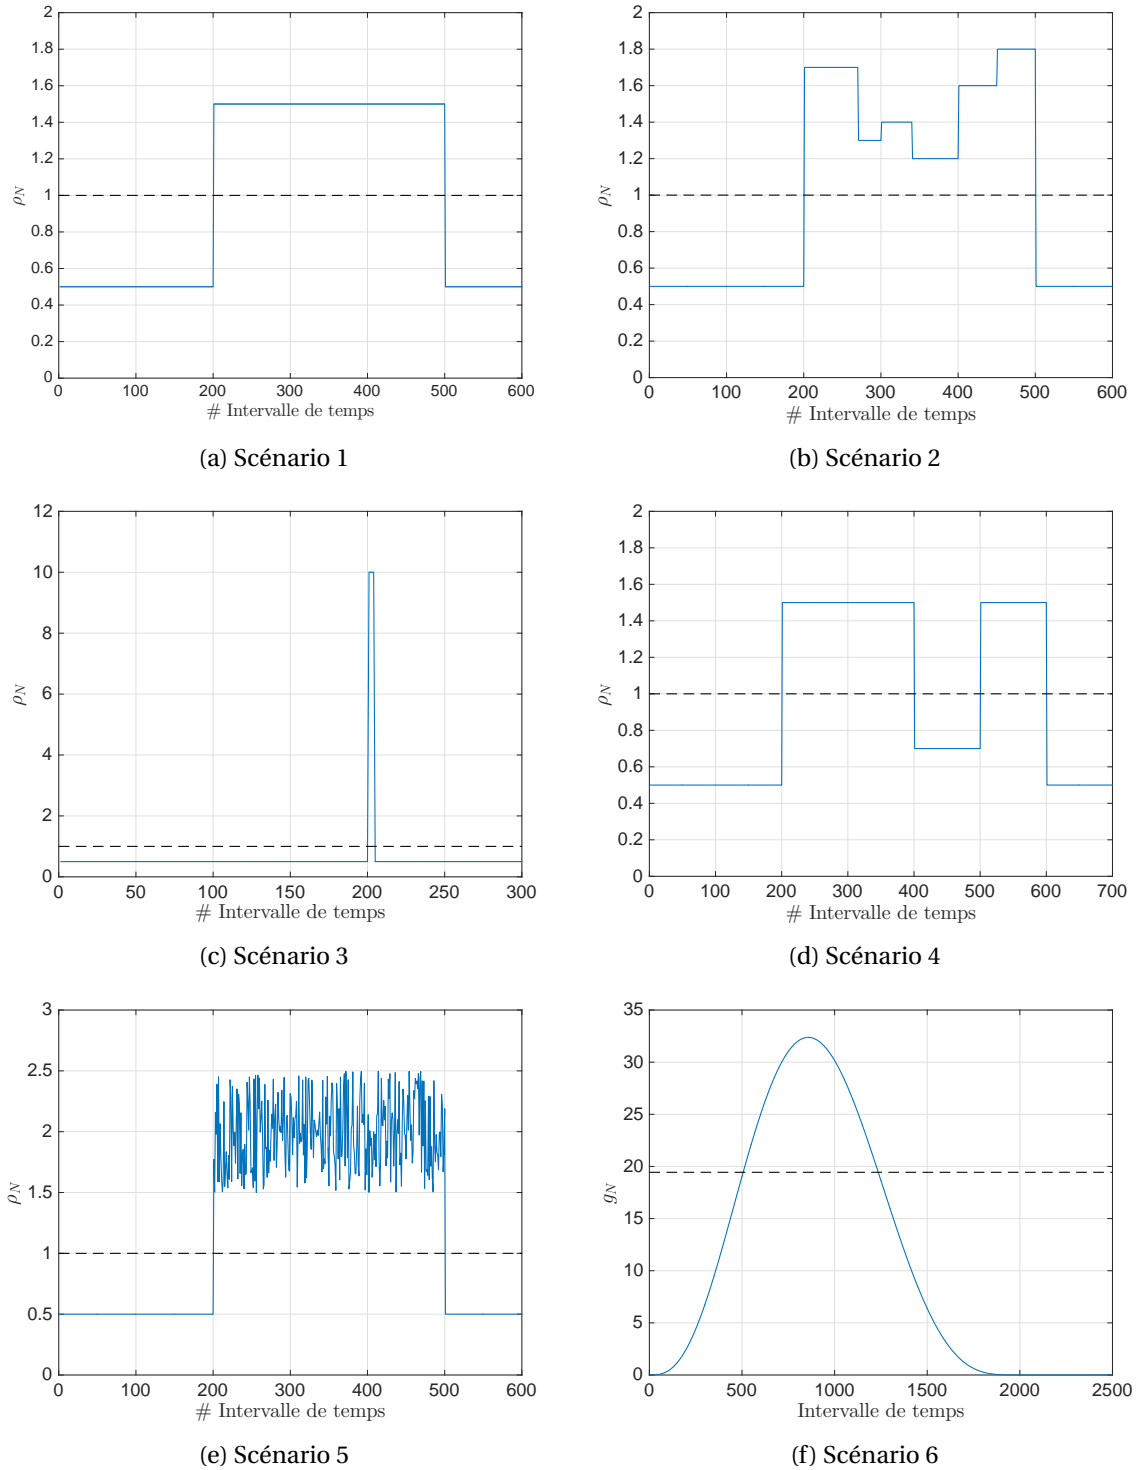 2
1.8
1.6
1.4
1.2
1
0.8
0.6
0.4
0.2
0
ρN
0 100 200 300 400 500 600
# Intervalle de temps
(a) Scénario 1
2
1.8
1.6
1.4
1.2
1
0.8
0.6
0.4
0.2
0
ρN
0 100 200 300 400 500 600
# Intervalle de temps
(b) Scénario 2
12
10
8
6
4
2
0
ρN
0 50 100 150 200 250 300
# Intervalle de temps
(c) Scénario 3
2
1.8
1.6
1.4
1.2
1
0.8
0.6
0.4
0.2
0
ρN
0 100 200 300 400 500 600 700
# Intervalle de temps
(d) Scénario 4
3
2.5
2
1.5
1
0.5
0
ρN
0 100 200 300 400 500 600
# Intervalle de temps
(e) Scénario 5
35
30
25
20
15
10
5
0
gN
0 500 1000 1500 2000 2500
Intervalle de temps
(f) Scénario 6